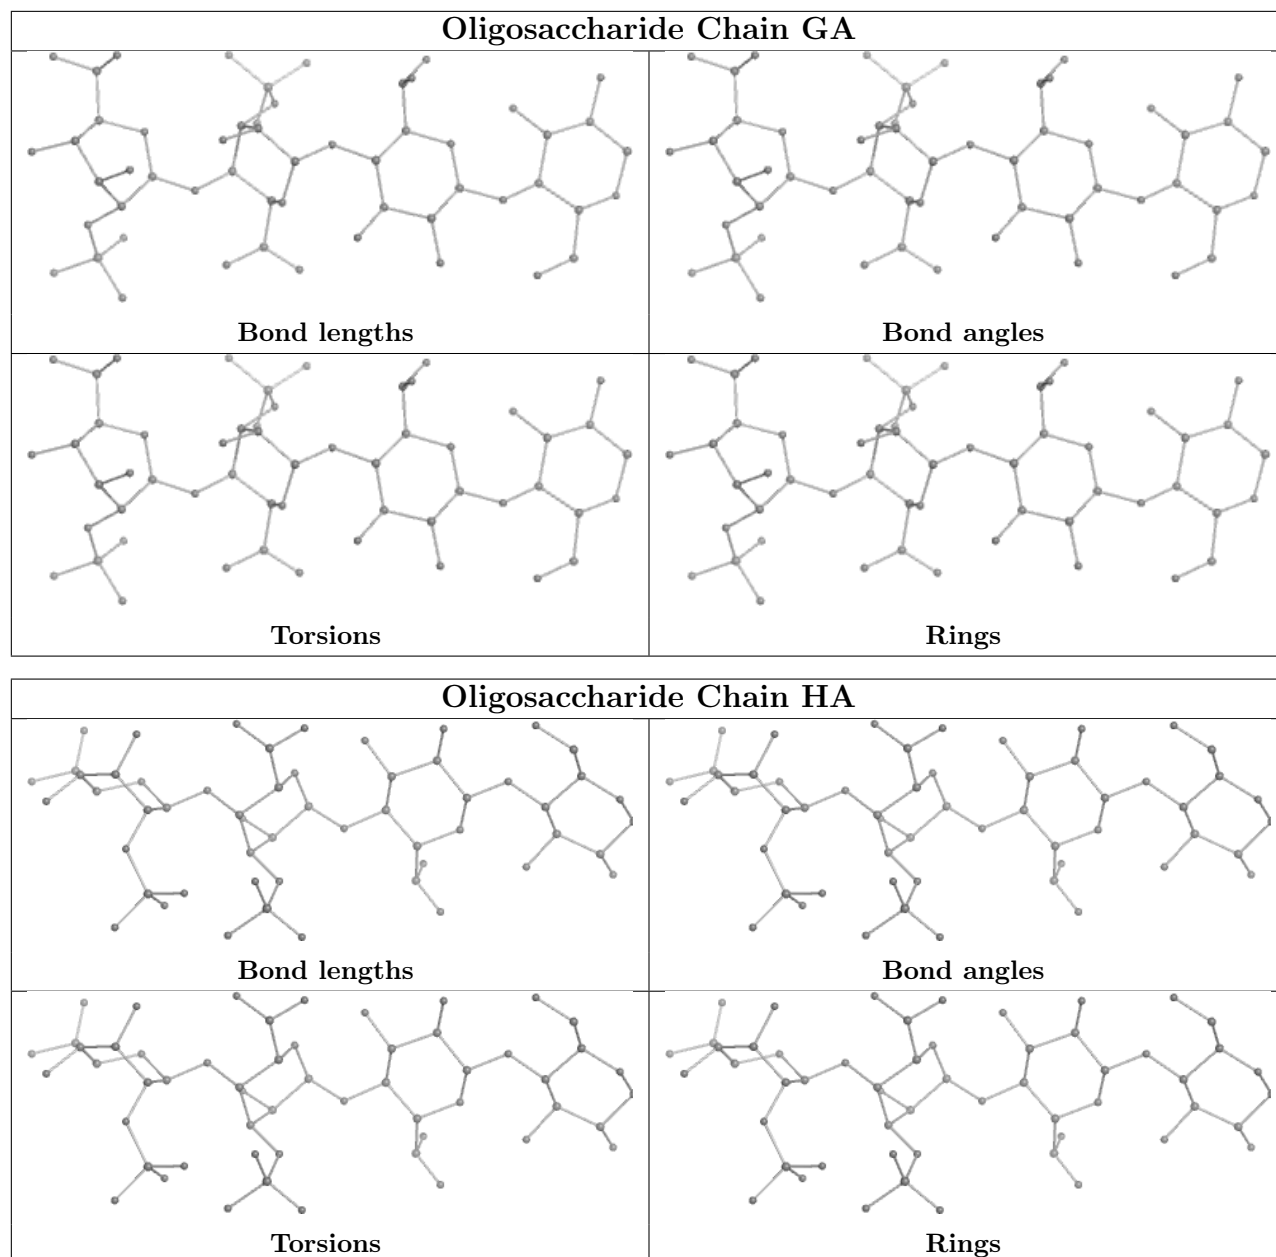 Oligosaccharide Chain GA
Bond lengths
Bond angles
Torsions
Rings
Oligosaccharide Chain HA
Bond lengths
Bond angles
Torsions
Rings